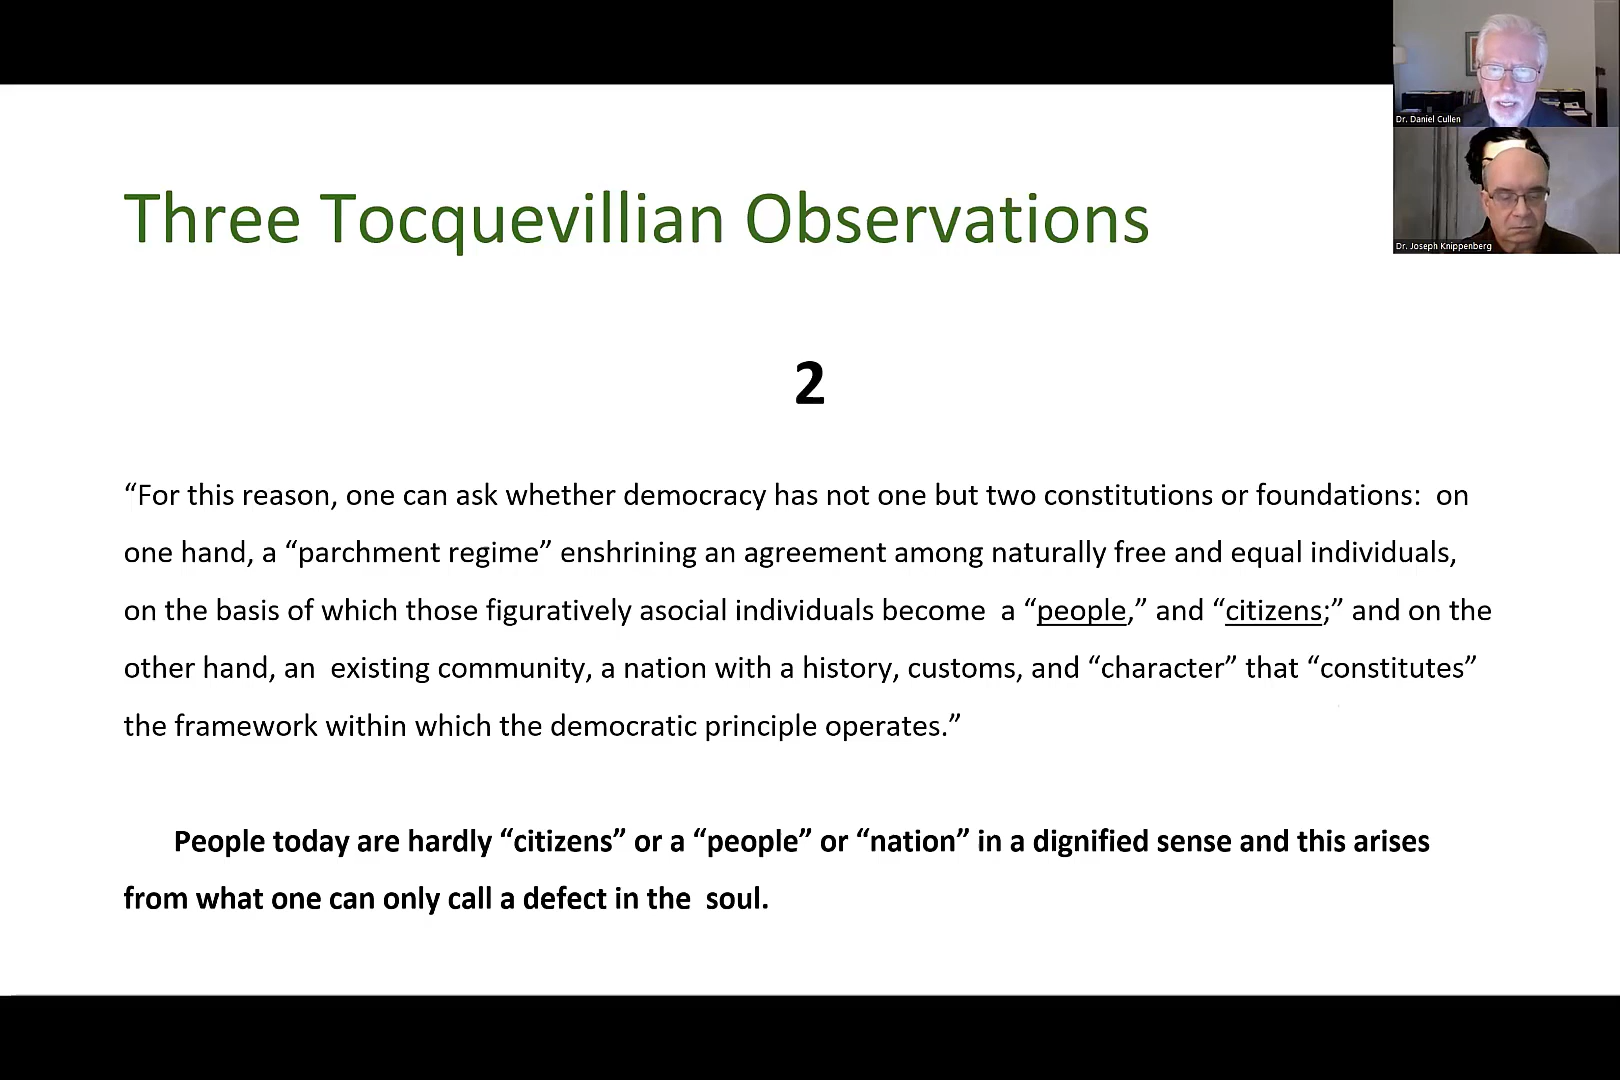 Dr. Daniel Cullen
Dr. Joseph Knippenberg
Three Tocquevillian Observations
2
“For this reason, one can ask whether democracy has not one but two constitutions or foundations:  on
one hand, a “parchment regime” enshrining an agreement among naturally free and equal individuals,
on the basis of which those figuratively asocial individuals become  a “people,” and “citizens;” and on the
other hand, an  existing community, a nation with a history, customs, and “character” that “constitutes”
the framework within which the democratic principle operates.”
People today are hardly “citizens” or a “people” or “nation” in a dignified sense and this arises
from what one can only call a defect in the  soul.